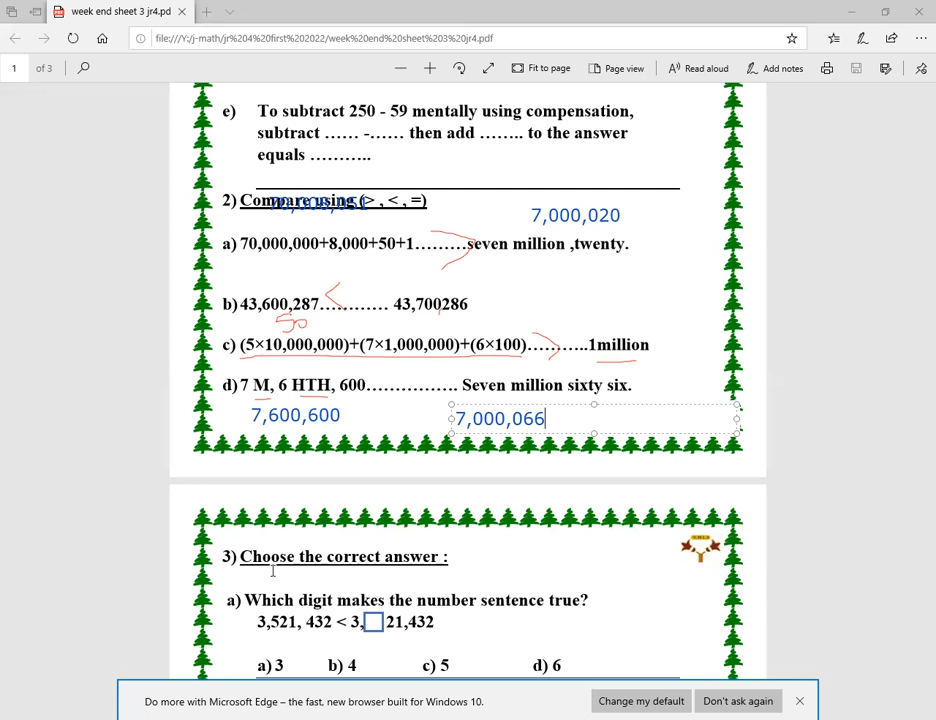 week end sheet 3 jr4.pd
file:///Y:/j-math/jr%204%20first%202022/week%20end%20sheet%203%20jr4.pdf
1 of 3 Fit to page Page view Read aloud Add notes
e) To subtract 250 - 59 mentally using compensation,
subtract …… -…… then add …….. to the answer
equals ………..
2) Compare using (> , < , =)
70,008,051
7,000,020
a) 70,000,000+8,000+50+1………seven million ,twenty.
>
<
b) 43,600,287………… 43,700286
50
c) (5×10,000,000)+(7×1,000,000)+(6×100)………..1million
>
d) 7 M, 6 HTH, 600……………. Seven million sixty six.
7,600,600 7,000,066
3) Choose the correct answer :
a) Which digit makes the number sentence true?
3,521, 432 < 3, 21,432
a) 3 b) 4 c) 5 d) 6
Do more with Microsoft Edge – the fast, new browser built for Windows 10. Change my default Don't ask again